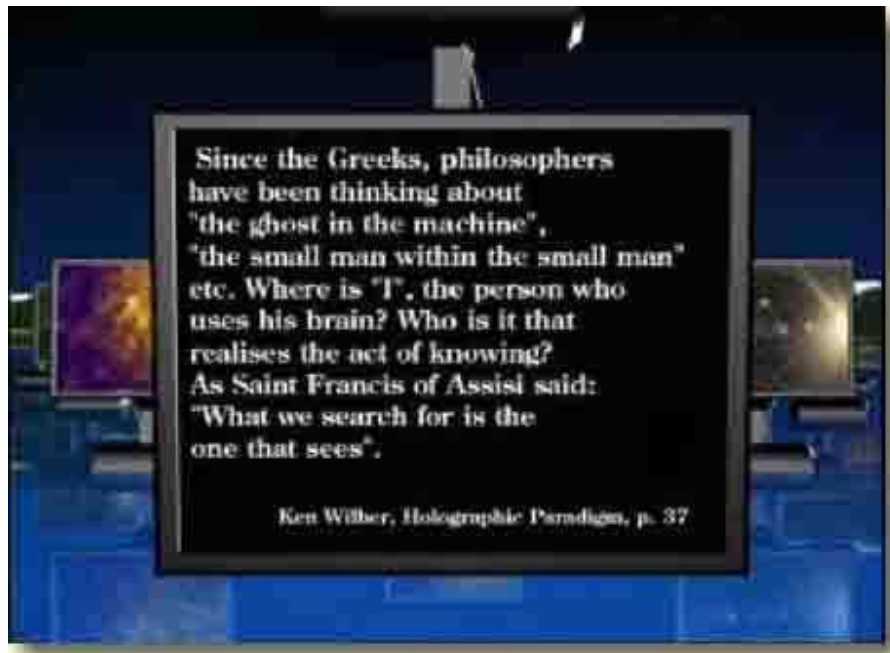 Since the Greeks, philosophers
have been thinking about
"the ghost in the machine",
"the small man within the small man"
etc. Where is "I", the person who
uses his brain? Who is it that
realises the act of knowing?
As Saint Francis of Assisi said:
"What we search for is the
one that sees".
Ken Wilber, Holographic Paradigm, p. 37